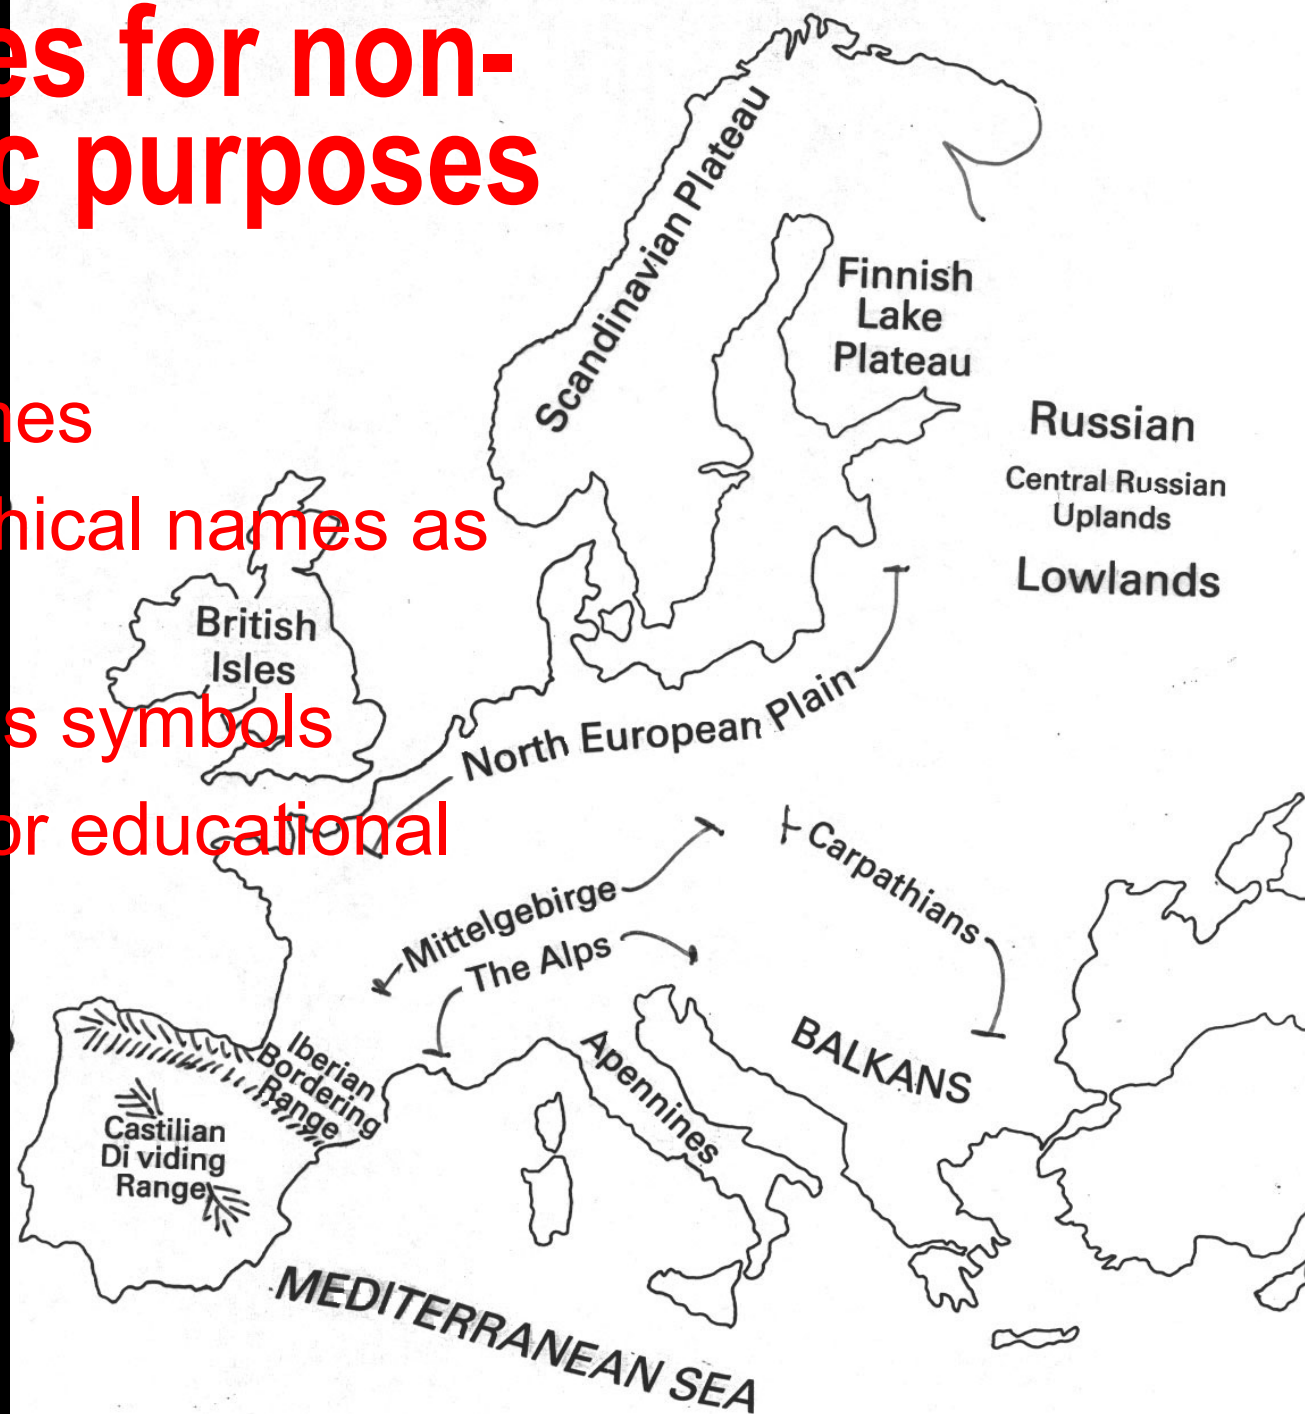 es for non-
c purposes
nes
hical names as
s symbols
or educational
Scandinavian Plateau
Finnish
Lake
Plateau
Russian
Central Russian
Uplands
Lowlands
British
Isles
North European Plain
Mittelgebirge
The Alps
Carpathians
BALKANS
Apennines
Iberian
Bordering
Range
Castilian
Di viding
Range
MEDITERRANEAN SEA